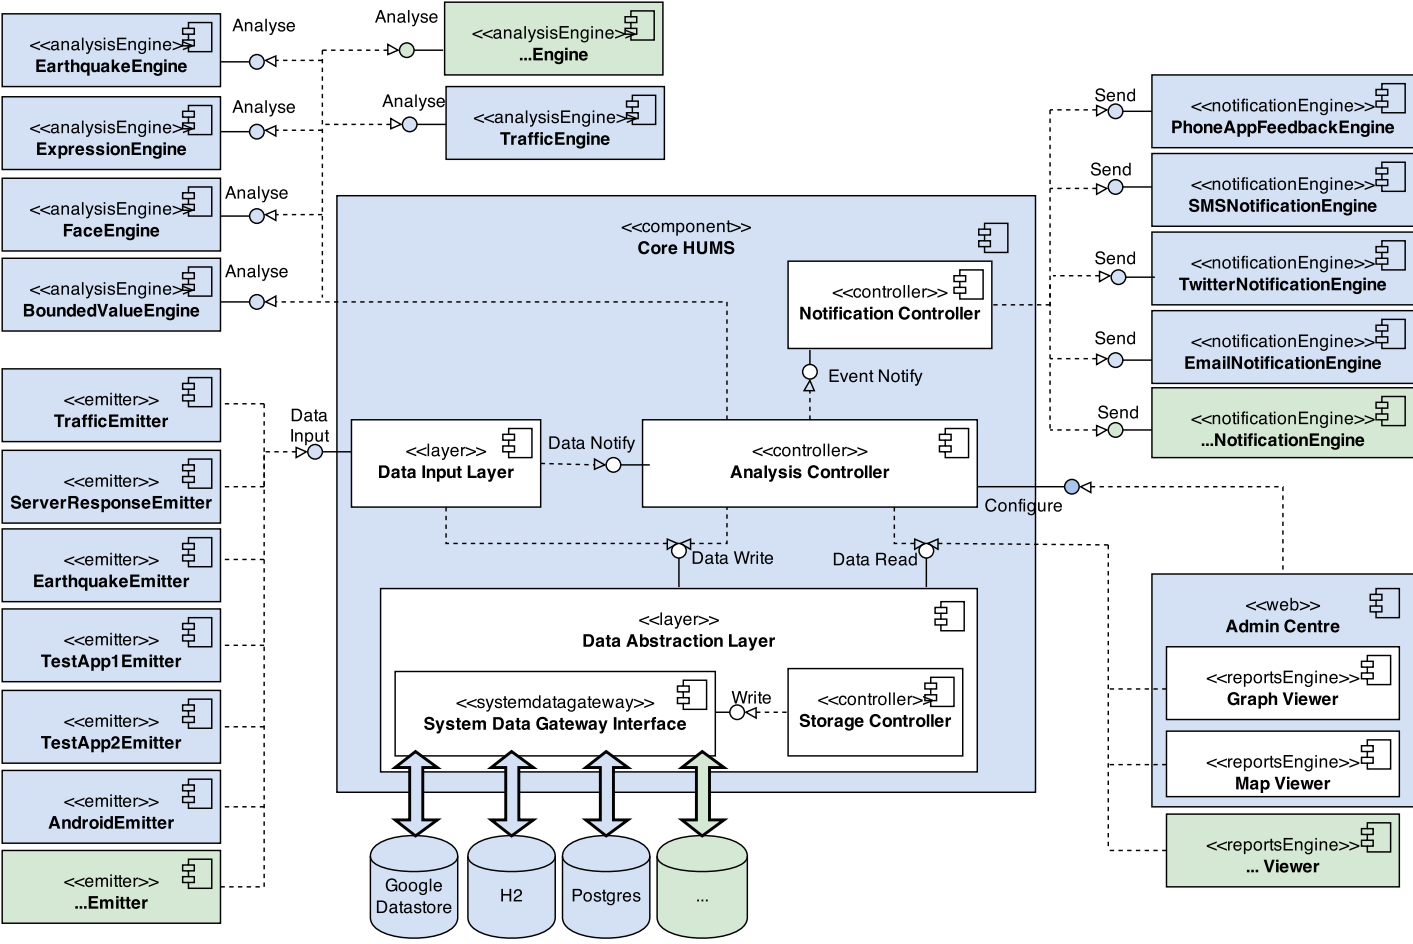 Analyse
<<analysisEngine>>
EarthquakeEngine
Analyse
<<analysisEngine>>
...Engine
Analyse
<<analysisEngine>>
ExpressionEngine
Analyse
<<analysisEngine>>
TrafficEngine
Analyse
<<analysisEngine>>
FaceEngine
Analyse
<<analysisEngine>>
BoundedValueEngine
<<emitter>>
TrafficEmitter
<<emitter>>
ServerResponseEmitter
<<emitter>>
EarthquakeEmitter
<<emitter>>
TestApp1Emitter
<<emitter>>
TestApp2Emitter
<<emitter>>
AndroidEmitter
<<emitter>>
...Emitter
Data
Input
<<component>>
Core HUMS
<<controller>>
Notification Controller
Event Notify
<<layer>>
Data Input Layer
Data Notify
<<controller>>
Analysis Controller
Configure
Data Write
Data Read
<<layer>>
Data Abstraction Layer
<<systemdatagateway>>
System Data Gateway Interface
Write
<<controller>>
Storage Controller
Google
Datastore
H2
Postgres
...
Send
<<notificationEngine>>
PhoneAppFeedbackEngine
Send
<<notificationEngine>>
SMSNotificationEngine
Send
<<notificationEngine>>
TwitterNotificationEngine
Send
<<notificationEngine>>
EmailNotificationEngine
Send
<<notificationEngine>>
...NotificationEngine
<<web>>
Admin Centre
<<reportsEngine>>
Graph Viewer
<<reportsEngine>>
Map Viewer
<<reportsEngine>>
... Viewer